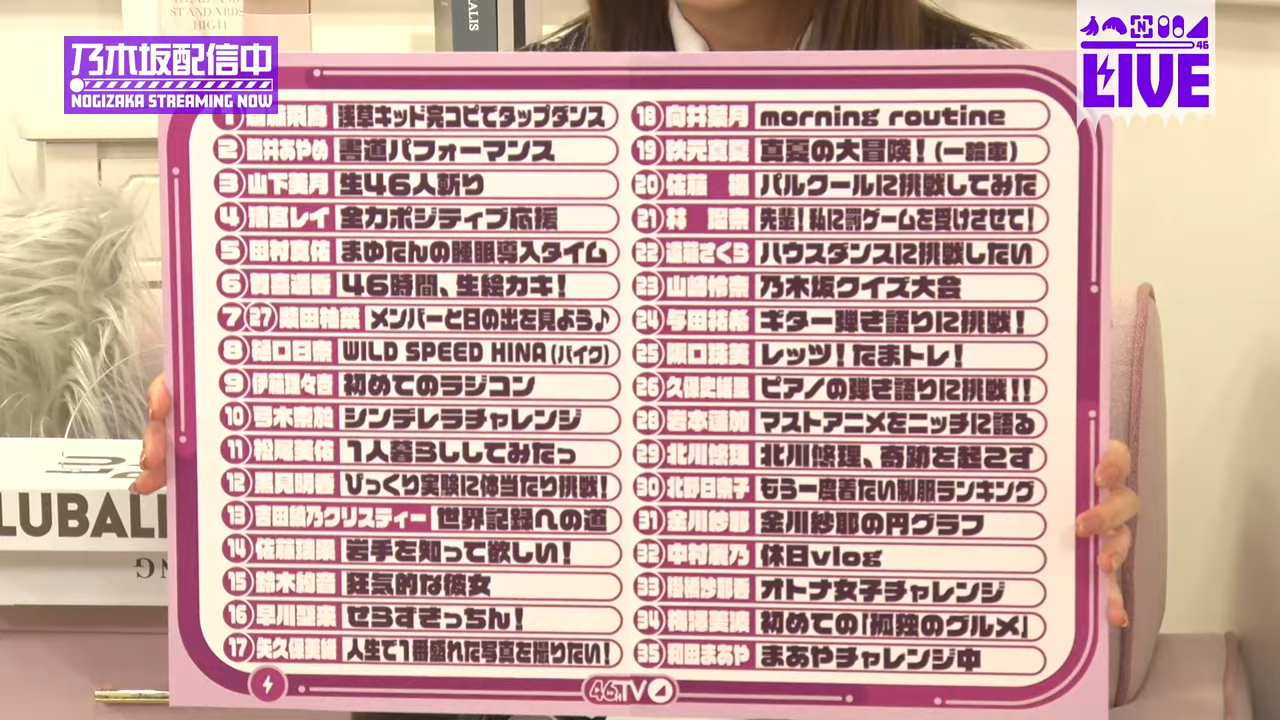 STANDARDS
HIGH
ALIS
乃木坂配信中
NOGIZAKA STREAMING NOW
46
LIVE
1 齋藤飛鳥 浅草キッド完コピでタップダンス
2 筒井あやめ 書道パフォーマンス
3 山下美月 生46人斬り
4 清宮レイ 全力ポジティブ応援
5 田村真佑 まゆたんの睡眠導入タイム
6 賀喜遥香 46時間、生絵カキ!
7 27 柴田柚菜 メンバーと日の出を見よう♪
8 樋口日奈 WILD SPEED HINA(バイク)
9 伊藤理々杏 初めてのラジコン
10 弓木奈於 シンデレラチャレンジ
11 松尾美佑 1人暮らししてみたっ
12 黒見明香 びっくり実験に体当たり挑戦!
13 吉田綾乃クリスティー 世界記録への道
14 佐藤璃果 岩手を知って欲しい!
15 鈴木絢音 狂気的な彼女
16 早川聖来 せらずきっちん!
17 矢久保美緒 人生で1番盛れた写真を撮りたい!
18 向井葉月 morning routine
19 秋元真夏 真夏の大冒険!(一輪車)
20 佐藤楓 パルクールに挑戦してみた
21 林瑠奈 先輩!私に罰ゲームを受けさせて!
22 遠藤さくら ハウスダンスに挑戦したい
23 山崎怜奈 乃木坂クイズ大会
24 与田祐希 ギター弾き語りに挑戦!
25 阪口珠美 レッツ!たまトレ!
26 久保史緒里 ピアノの弾き語りに挑戦!!
28 岩本蓮加 マストアニメをニッチに語る
29 北川悠理 北川悠理、奇跡を起こす
30 北野日奈子 もう一度着たい制服ランキング
31 金川紗耶 金川紗耶の円グラフ
32 中村麗乃 休日vlog
33 掛橋沙耶香 オトナ女子チャレンジ
34 梅澤美波 初めての「孤独のグルメ」
35 和田まあや まあやチャレンジ中
46hTV
LUBALL